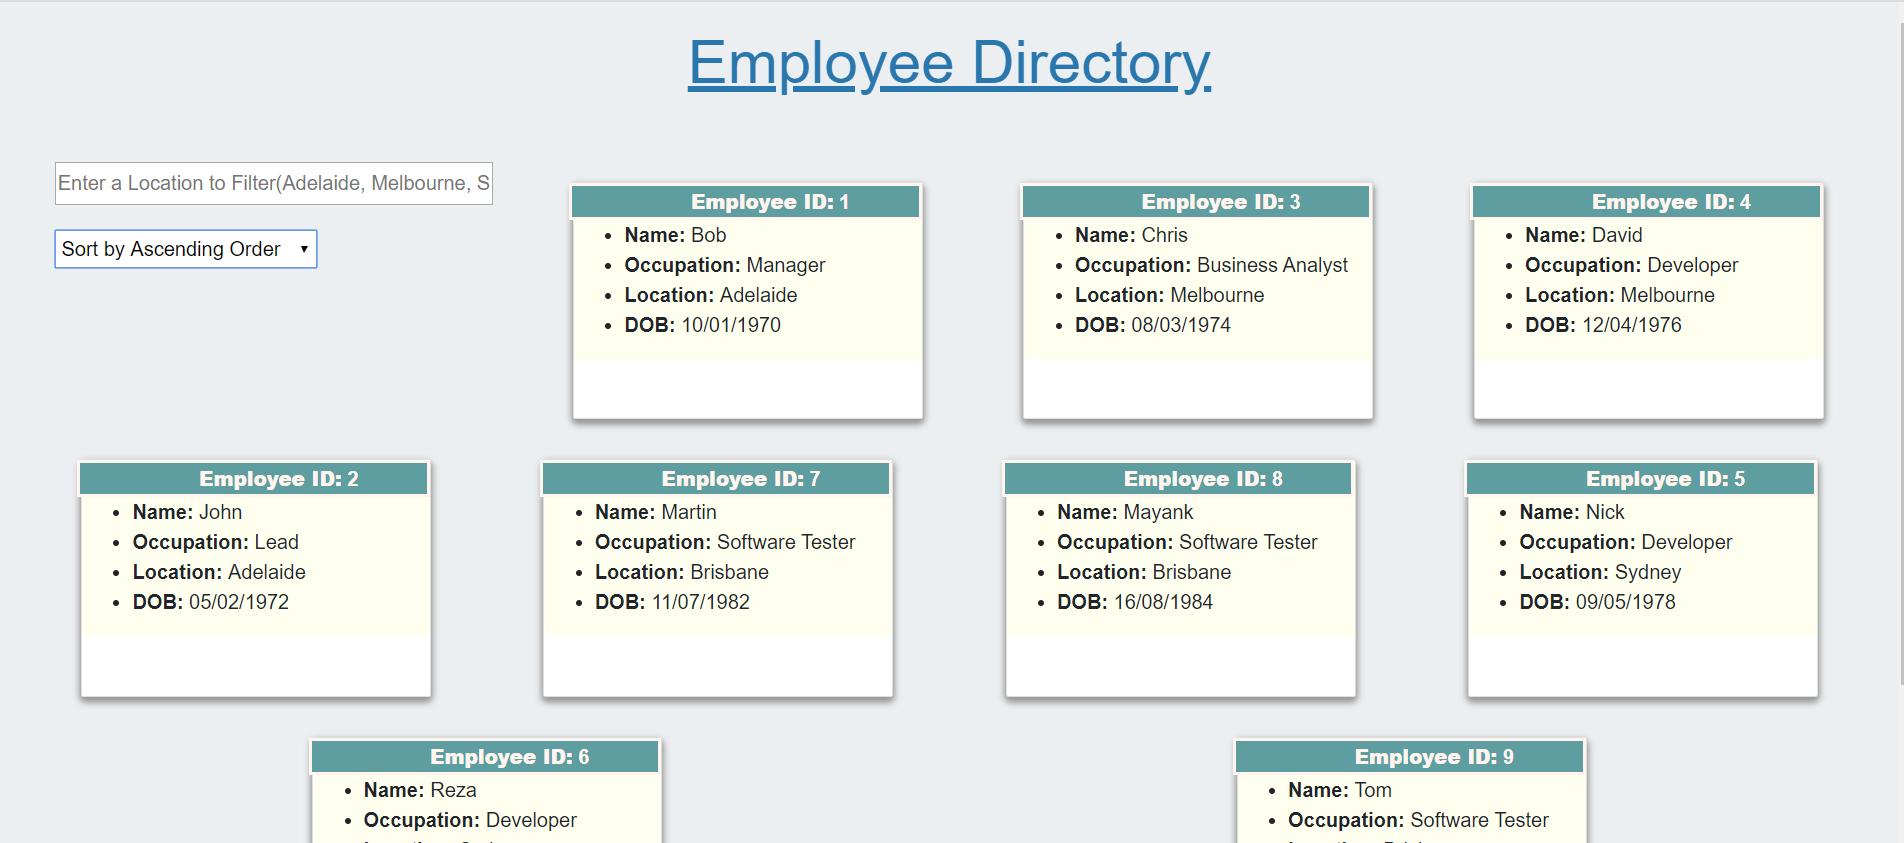 Employee Directory
Enter a Location to Filter(Adelaide, Melbourne, S
Sort by Ascending Order
Employee ID: 1
Name: Bob
Occupation: Manager
Location: Adelaide
DOB: 10/01/1970
Employee ID: 3
Name: Chris
Occupation: Business Analyst
Location: Melbourne
DOB: 08/03/1974
Employee ID: 4
Name: David
Occupation: Developer
Location: Melbourne
DOB: 12/04/1976
Employee ID: 2
Name: John
Occupation: Lead
Location: Adelaide
DOB: 05/02/1972
Employee ID: 7
Name: Martin
Occupation: Software Tester
Location: Brisbane
DOB: 11/07/1982
Employee ID: 8
Name: Mayank
Occupation: Software Tester
Location: Brisbane
DOB: 16/08/1984
Employee ID: 5
Name: Nick
Occupation: Developer
Location: Sydney
DOB: 09/05/1978
Employee ID: 6
Name: Reza
Occupation: Developer
Employee ID: 9
Name: Tom
Occupation: Software Tester